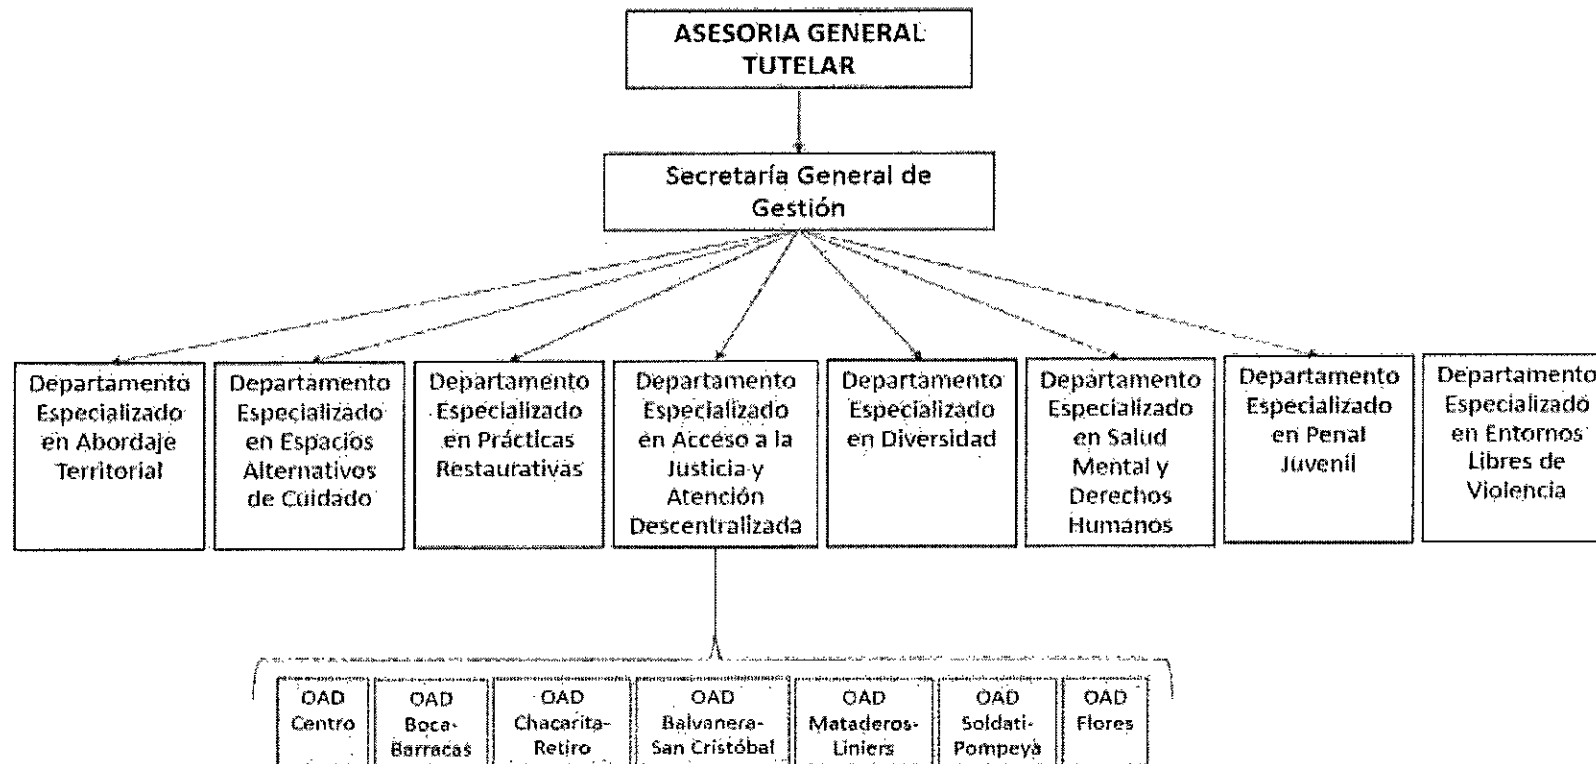 ASESORIA GENERAL
TUTELAR
Secretaría General de
Gestión
Departamento
Especializado
en Abordaje
Territorial
Departamento
Especializado
en Espacios
Alternativos
de Cuidado
Departamento
Especializado
en Prácticas
Restaurativas
Departamento
Especializado
en Acceso a la
Justicia y
Atención
Descentralizada
Departamento
Especializado
en Diversidad
Departamento
Especializado
en Salud
Mental y
Derechos
Humanos
Departamento
Especializado
en Penal
Juvenil
Departamento
Especializado
en Entornos
Libres de
Violencia
OAD
Centro
OAD
Boca-
Barracas
OAD
Chacarita-
Retiro
OAD
Balvanera-
San Cristóbal
OAD
Mataderos-
Liniers
OAD
Soldati-
Pompeya
OAD
Flores